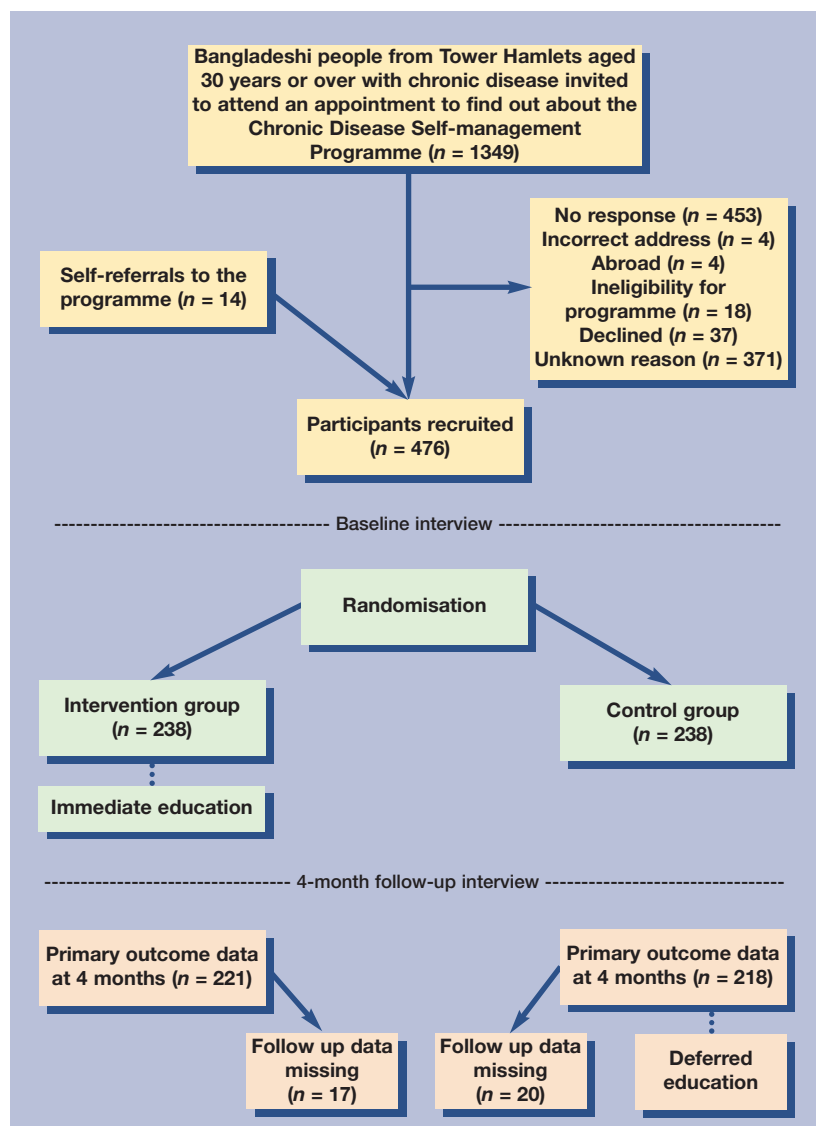 Bangladeshi people from Tower Hamlets aged
30 years or over with chronic disease invited
to attend an appointment to find out about the
Chronic Disease Self-management
Programme (n = 1349)
No response (n = 453)
Incorrect address (n = 4)
Abroad (n = 4)
Ineligibility for
programme (n = 18)
Declined (n = 37)
Unknown reason (n = 371)
Self-referrals to the
programme (n = 14)
Participants recruited
(n = 476)
Baseline interview
Randomisation
Intervention group
(n = 238)
Control group
(n = 238)
Immediate education
4-month follow-up interview
Primary outcome data
at 4 months (n = 221)
Primary outcome data
at 4 months (n = 218)
Follow up data
missing
(n = 17)
Follow up data
missing
(n = 20)
Deferred
education